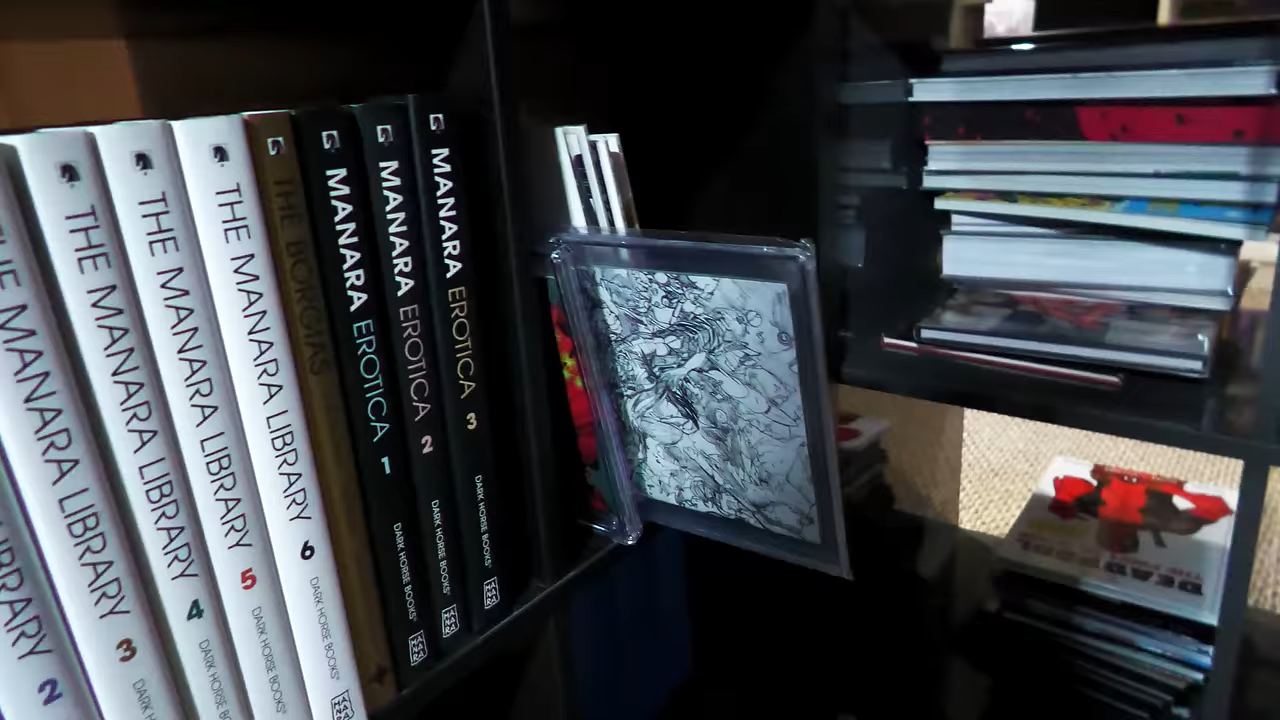 THE MANARA LIBRARY 2
THE MANARA LIBRARY 3 DARK H
THE MANARA LIBRARY 4 DARK HORSE B
THE MANARA LIBRARY 5 DARK HORSE BOOKS
THE MANARA LIBRARY 6 DARK HORSE BOOKS
THE BORGIAS
MANARA EROTICA 1 DARK HORSE BOOKS
MANARA EROTICA 2 DARK HORSE BOOKS
MANARA EROTICA 3 DARK HORSE BOOKS
DEADPOOL